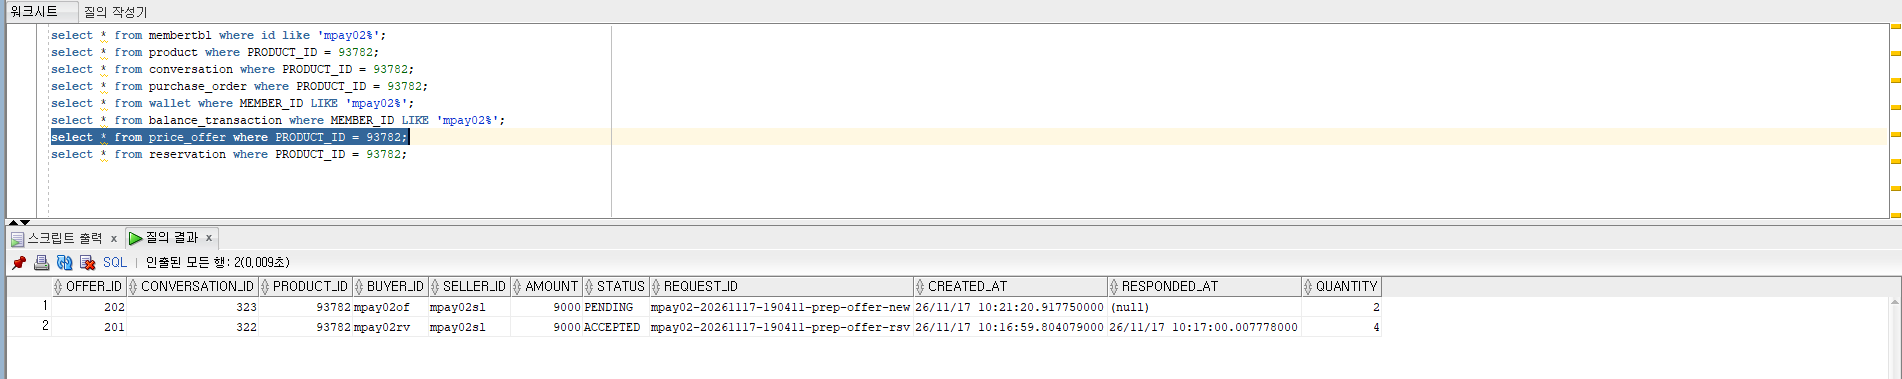 워크시트 질의 작성기
select * from membertbl where id like 'mpay02%';
select * from product where PRODUCT_ID = 93782;
select * from conversation where PRODUCT_ID = 93782;
select * from purchase_order where PRODUCT_ID = 93782;
select * from wallet where MEMBER_ID LIKE 'mpay02%';
select * from balance_transaction where MEMBER_ID LIKE 'mpay02%';
select * from price_offer where PRODUCT_ID = 93782;
select * from reservation where PRODUCT_ID = 93782;
스크립트 출력 x 질의 결과 x
SQL | 인출된 모든 행: 2(0,009초)
OFFER_ID CONVERSATION_ID PRODUCT_ID BUYER_ID SELLER_ID AMOUNT STATUS REQUEST_ID CREATED_AT RESPONDED_AT QUANTITY
1 202 323 93782 mpay02of mpay02sl 9000 PENDING mpay02-20261117-190411-prep-offer-new 26/11/17 10:21:20.917750000 (null) 2
2 201 322 93782 mpay02rv mpay02sl 9000 ACCEPTED mpay02-20261117-190411-prep-offer-rsv 26/11/17 10:16:59.804079000 26/11/17 10:17:00.007778000 4